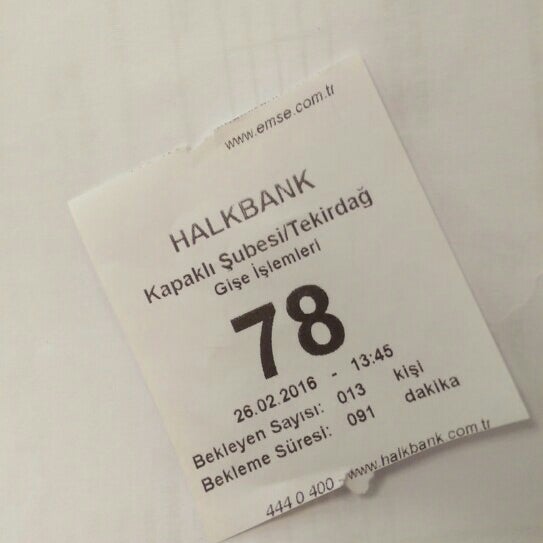 www.emse.com.tr
HALKBANK
Kapaklı Şubesi/Tekirdağ
Gişe İşlemleri
78
26.02.2016 - 13:45
Bekleyen Sayısı: 013 kişi
Bekleme Süresi: 091 dakika
444 0 400 - www.halkbank.com.tr